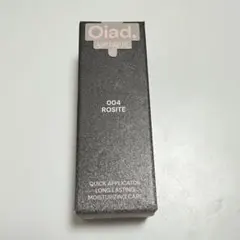 Oiad.
004
ROSITE
QUICK APPLICATOR
LONG LASTING
MOISTURIZING CARE